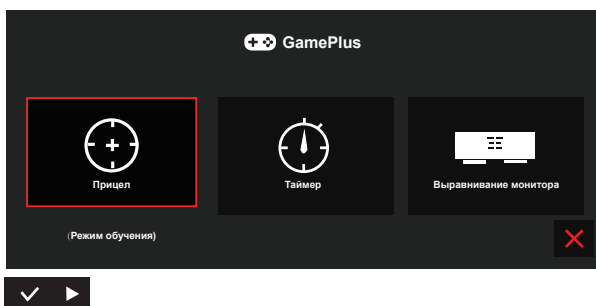 GamePlus
Прицел
Таймер
Выравнивание монитора
(Режим обучения)